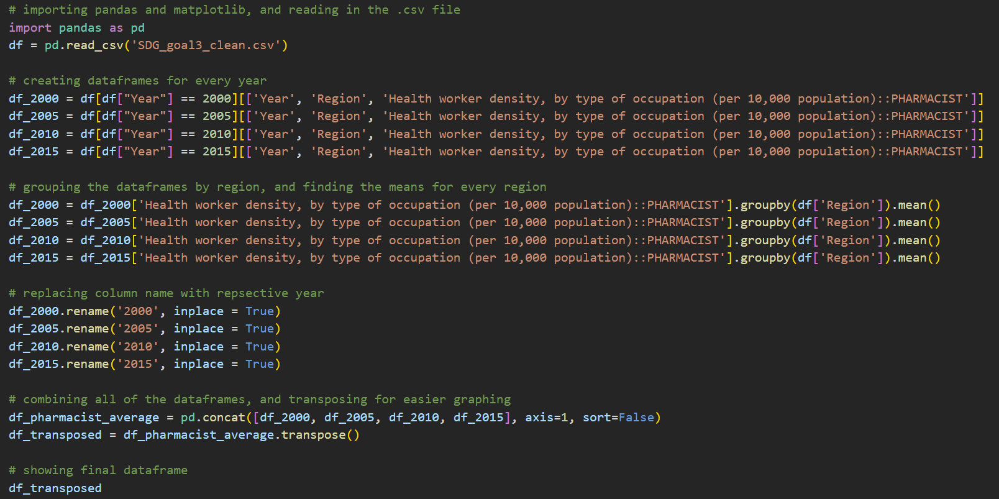 # importing pandas and matplotlib, and reading in the .csv file
import pandas as pd
df = pd.read_csv('SDG_goal3_clean.csv')
# creating dataframes for every year
df_2000 = df[df["Year"] == 2000][['Year', 'Region', 'Health worker density, by type of occupation (per 10,000 population)::PHARMACIST']]
df_2005 = df[df["Year"] == 2005][['Year', 'Region', 'Health worker density, by type of occupation (per 10,000 population)::PHARMACIST']]
df_2010 = df[df["Year"] == 2010][['Year', 'Region', 'Health worker density, by type of occupation (per 10,000 population)::PHARMACIST']]
df_2015 = df[df["Year"] == 2015][['Year', 'Region', 'Health worker density, by type of occupation (per 10,000 population)::PHARMACIST']]
# grouping the dataframes by region, and finding the means for every region
df_2000 = df_2000['Health worker density, by type of occupation (per 10,000 population)::PHARMACIST'].groupby(df['Region']).mean()
df_2005 = df_2005['Health worker density, by type of occupation (per 10,000 population)::PHARMACIST'].groupby(df['Region']).mean()
df_2010 = df_2010['Health worker density, by type of occupation (per 10,000 population)::PHARMACIST'].groupby(df['Region']).mean()
df_2015 = df_2015['Health worker density, by type of occupation (per 10,000 population)::PHARMACIST'].groupby(df['Region']).mean()
# replacing column name with repsective year
df_2000.rename('2000', inplace = True)
df_2005.rename('2005', inplace = True)
df_2010.rename('2010', inplace = True)
df_2015.rename('2015', inplace = True)
# combining all of the dataframes, and transposing for easier graphing
df_pharmacist_average = pd.concat([df_2000, df_2005, df_2010, df_2015], axis=1, sort=False)
df_transposed = df_pharmacist_average.transpose()
# showing final dataframe
df_transposed